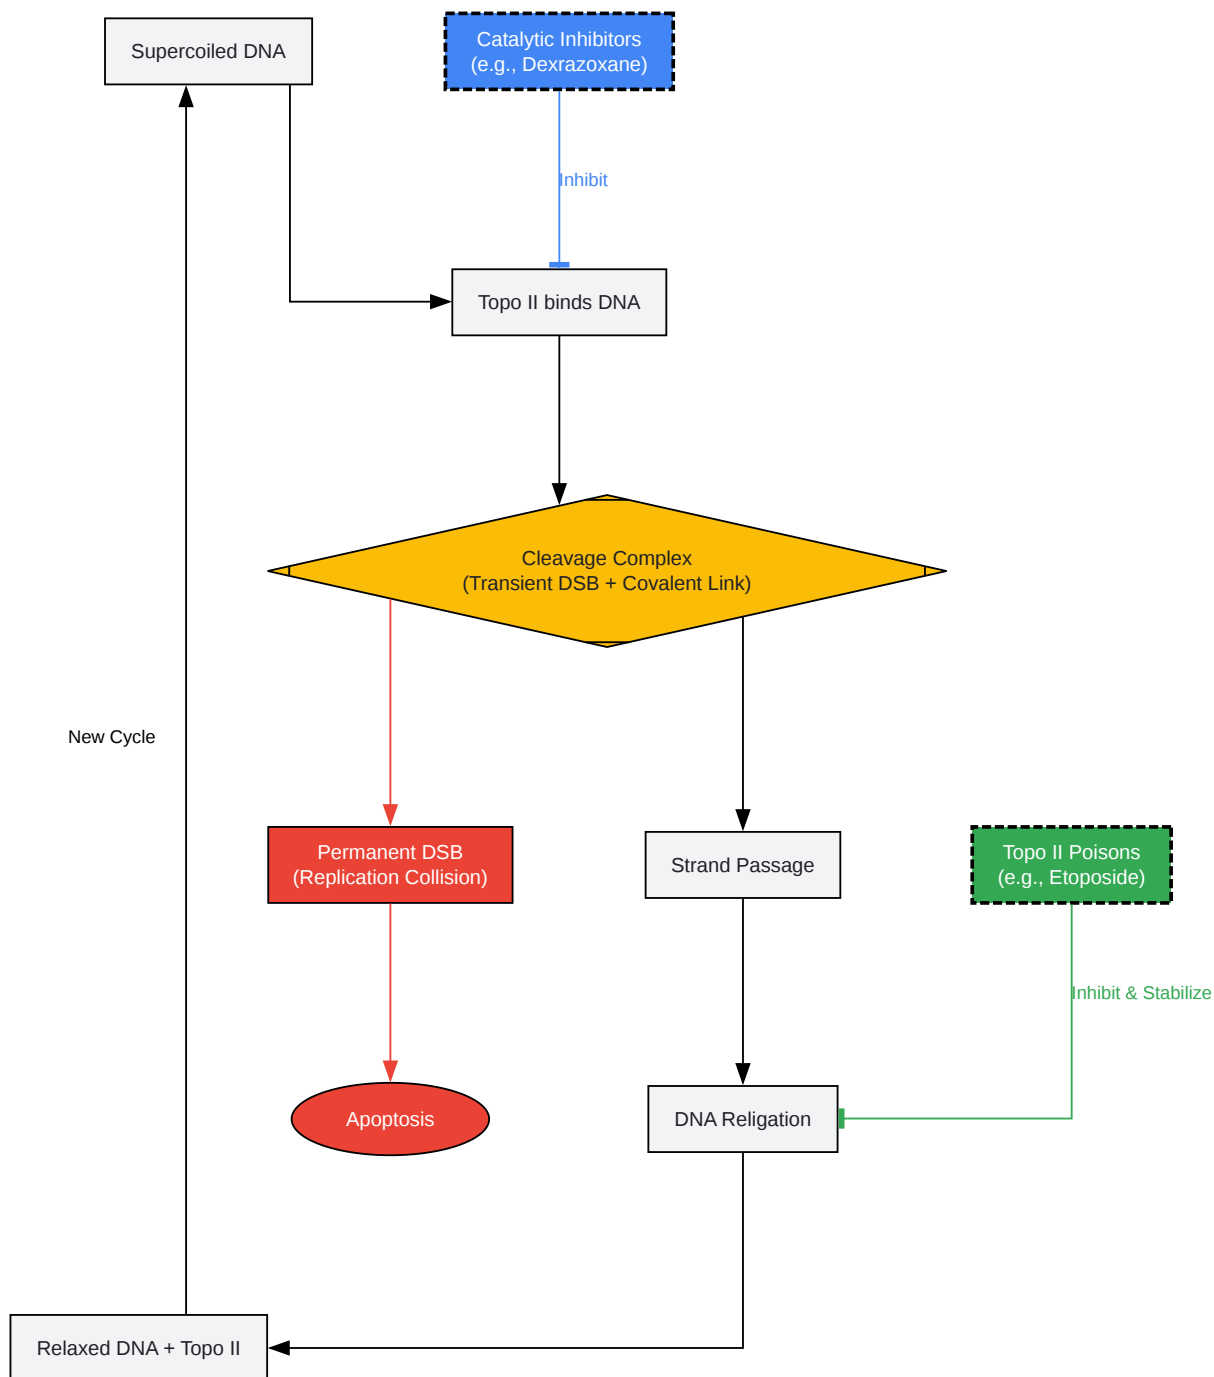 Supercoiled DNA
Catalytic Inhibitors
(e.g., Dexrazoxane)
Inhibit
Topo II binds DNA
Cleavage Complex
(Transient DSB + Covalent Link)
New Cycle
Permanent DSB
(Replication Collision)
Strand Passage
Topo II Poisons
(e.g., Etoposide)
Inhibit & Stabilize
Apoptosis
DNA Religation
Relaxed DNA + Topo II